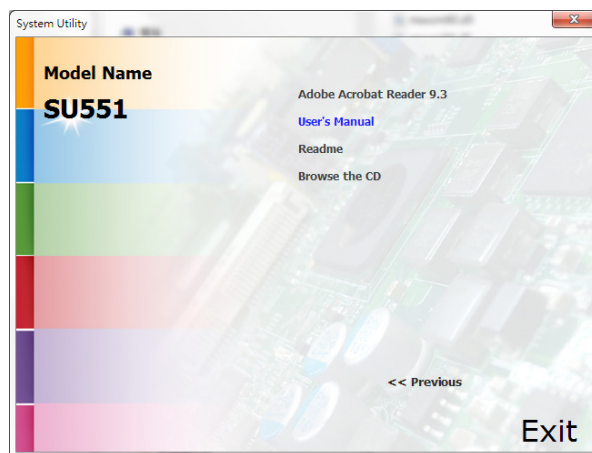 System Utility
Model Name
SU551
Adobe Acrobat Reader 9.3
User's Manual
Readme
Browse the CD
<< Previous
Exit